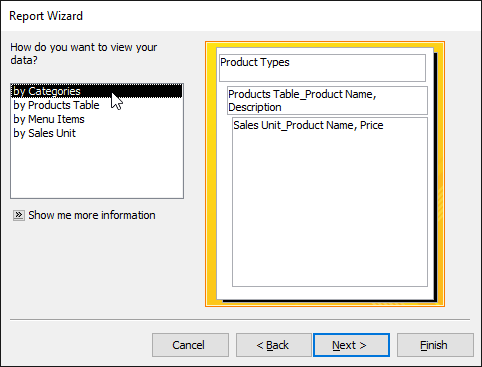 Report Wizard
How do you want to view your
data?
by Categories
by Products Table
by Menu Items
by Sales Unit
Show me more information
Product Types
Products Table_Product Name,
Description
Sales Unit_Product Name, Price
Cancel
< Back
Next >
Finish